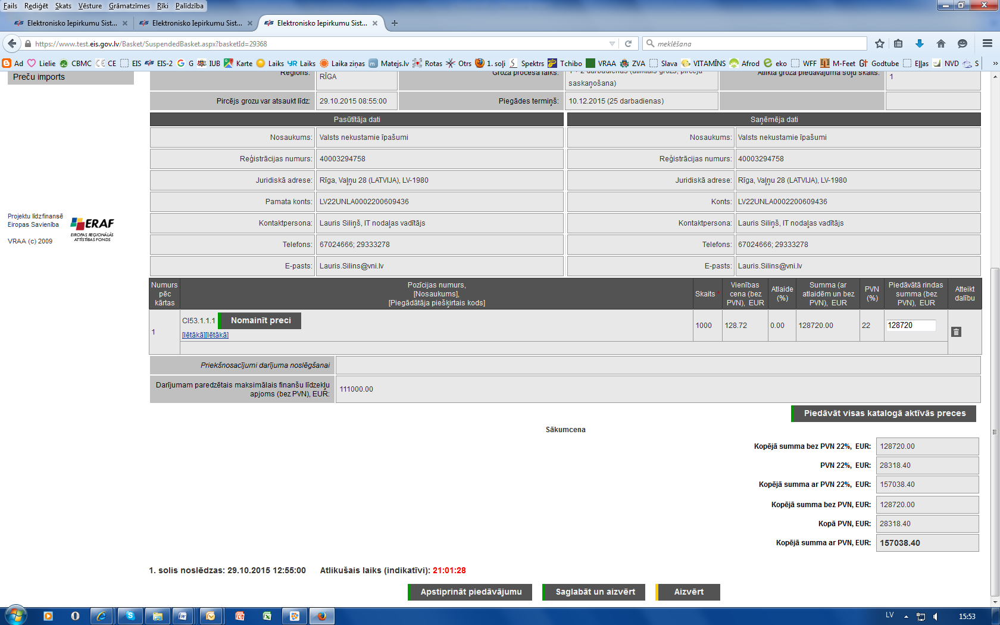 Fails Rediģēt Skats Vēsture Grāmatzīmes Rīki Palīdzība
Elektronisko Iepirkumu Sist... Elektronisko Iepirkumu Sist... Elektronisko Iepirkumu Sist...
https://www.test.eis.gov.lv/Basket/SuspendedBasket.aspx?basketId=29368 meklēšana
Ad Lielie CBMC CE EIS EIS-2 G IUB Karte Laiks Laiks Laika ziņas Matejs.lv Rotas Otrs 1. soļi Spektrs Tchibo VRAA ZVA Slava VITAMĪNS Afrod eko WFF M-Feet Godtube Eļļas NVD S
Preču imports
Reģions: RĪGA Groza procesa laiks: 1 + 2 darbadienas (atliktais grozs, pircēja saskaņošana) Atlikta groza piedāvājuma soļu skaits: 1
Pircējs grozu var atsaukt līdz: 29.10.2015 08:55:00 Piegādes termiņš: 10.12.2015 (25 darbadienas)
Pasūtītāja dati Saņēmēja dati
Nosaukums: Valsts nekustamie īpašumi Nosaukums: Valsts nekustamie īpašumi
Reģistrācijas numurs: 40003294758 Reģistrācijas numurs: 40003294758
Juridiskā adrese: Rīga, Vaļņu 28 (LATVIJA), LV-1980 Juridiskā adrese: Rīga, Vaļņu 28 (LATVIJA), LV-1980
Pamata konts: LV22UNLA0002200609436 Konts: LV22UNLA0002200609436
Kontaktpersona: Lauris Siliņš, IT nodaļas vadītājs Kontaktpersona: Lauris Siliņš, IT nodaļas vadītājs
Telefons: 67024666; 29333278 Telefons: 67024666; 29333278
E-pasts: Lauris.Silins@vni.lv E-pasts: Lauris.Silins@vni.lv
Projektu līdzfinansē
Eiropas Savienība
VRAA (c) 2009
ERAF
EIROPAS REĢIONĀLĀS
ATTĪSTĪBAS FONDS
Numurs pēc kārtas
Pozīcijas numurs,
[Nosaukums],
[Piegādātāja piešķirtais kods]
Skaits *
Vienības cena (bez PVN), EUR
Atlaide (%)
Summa (ar atlaidēm un bez PVN), EUR
PVN (%)
Piedāvātā rindas summa (bez PVN), EUR
Atteikt dalību
1 CI53.1.1.1 Nomainīt preci 1000 128.72 0.00 128720.00 22 128720
[lētākā][lētākā]
Priekšnosacījumi darījuma noslēgšanai
Darījumam paredzētais maksimālais finanšu līdzekļu
apjoms (bez PVN), EUR: 111000.00
Piedāvāt visas katalogā aktīvās preces
Sākumcena
Kopējā summa bez PVN 22%, EUR: 128720.00
PVN 22%, EUR: 28318.40
Kopējā summa ar PVN 22%, EUR: 157038.40
Kopējā summa bez PVN, EUR: 128720.00
Kopā PVN, EUR: 28318.40
Kopējā summa ar PVN, EUR: 157038.40
1. solis noslēdzas: 29.10.2015 12:55:00 Atlikušais laiks (indikatīvi): 21:01:28
Apstiprināt piedāvājumu Saglabāt un aizvērt Aizvērt
LV 15:53